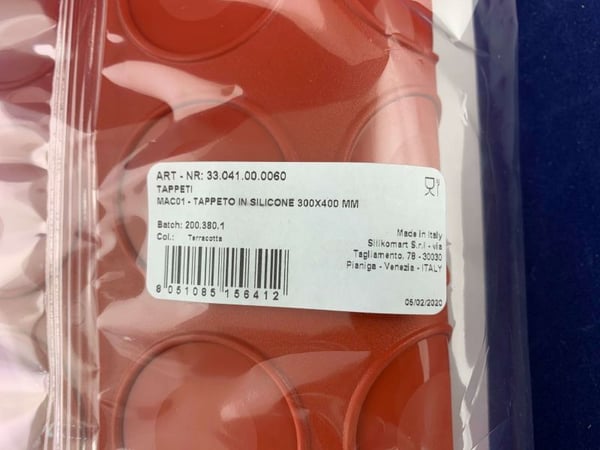 ART - NR: 33.041.00.0060
TAPPETI
MAC01 - TAPPETO IN SILICONE 300X400 MM
Batch: 200.380.1
Col.: Terracotta
8 051085 156412
Made in Italy
Silikomart S.r.l - via
Tagliamento, 78 - 30030
Pianiga - Venezia - ITALY
05/02/2020